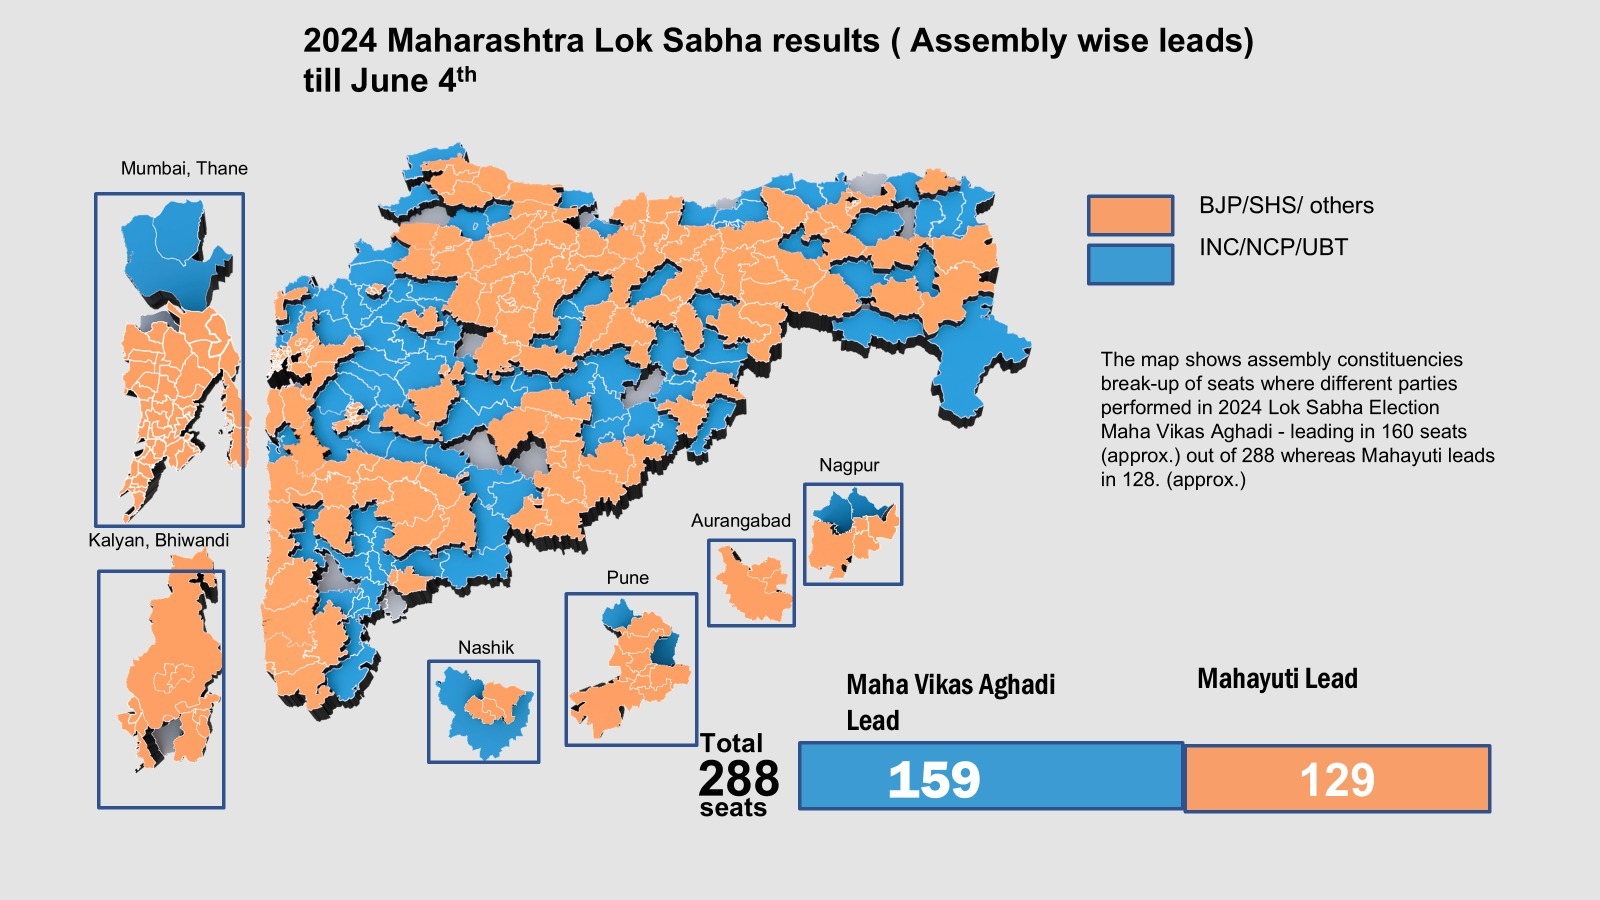 2024 Maharashtra Lok Sabha results ( Assembly wise leads)
till June 4th
Mumbai, Thane
BJP/SHS/ others
INC/NCP/UBT
The map shows assembly constituencies
break-up of seats where different parties
performed in 2024 Lok Sabha Election
Maha Vikas Aghadi - leading in 160 seats
(approx.) out of 288 whereas Mahayuti leads
in 128. (approx.)
Nagpur
Aurangabad
Kalyan, Bhiwandi
Pune
Nashik
Maha Vikas Aghadi
Lead
Mahayuti Lead
Total
288
seats
159
129